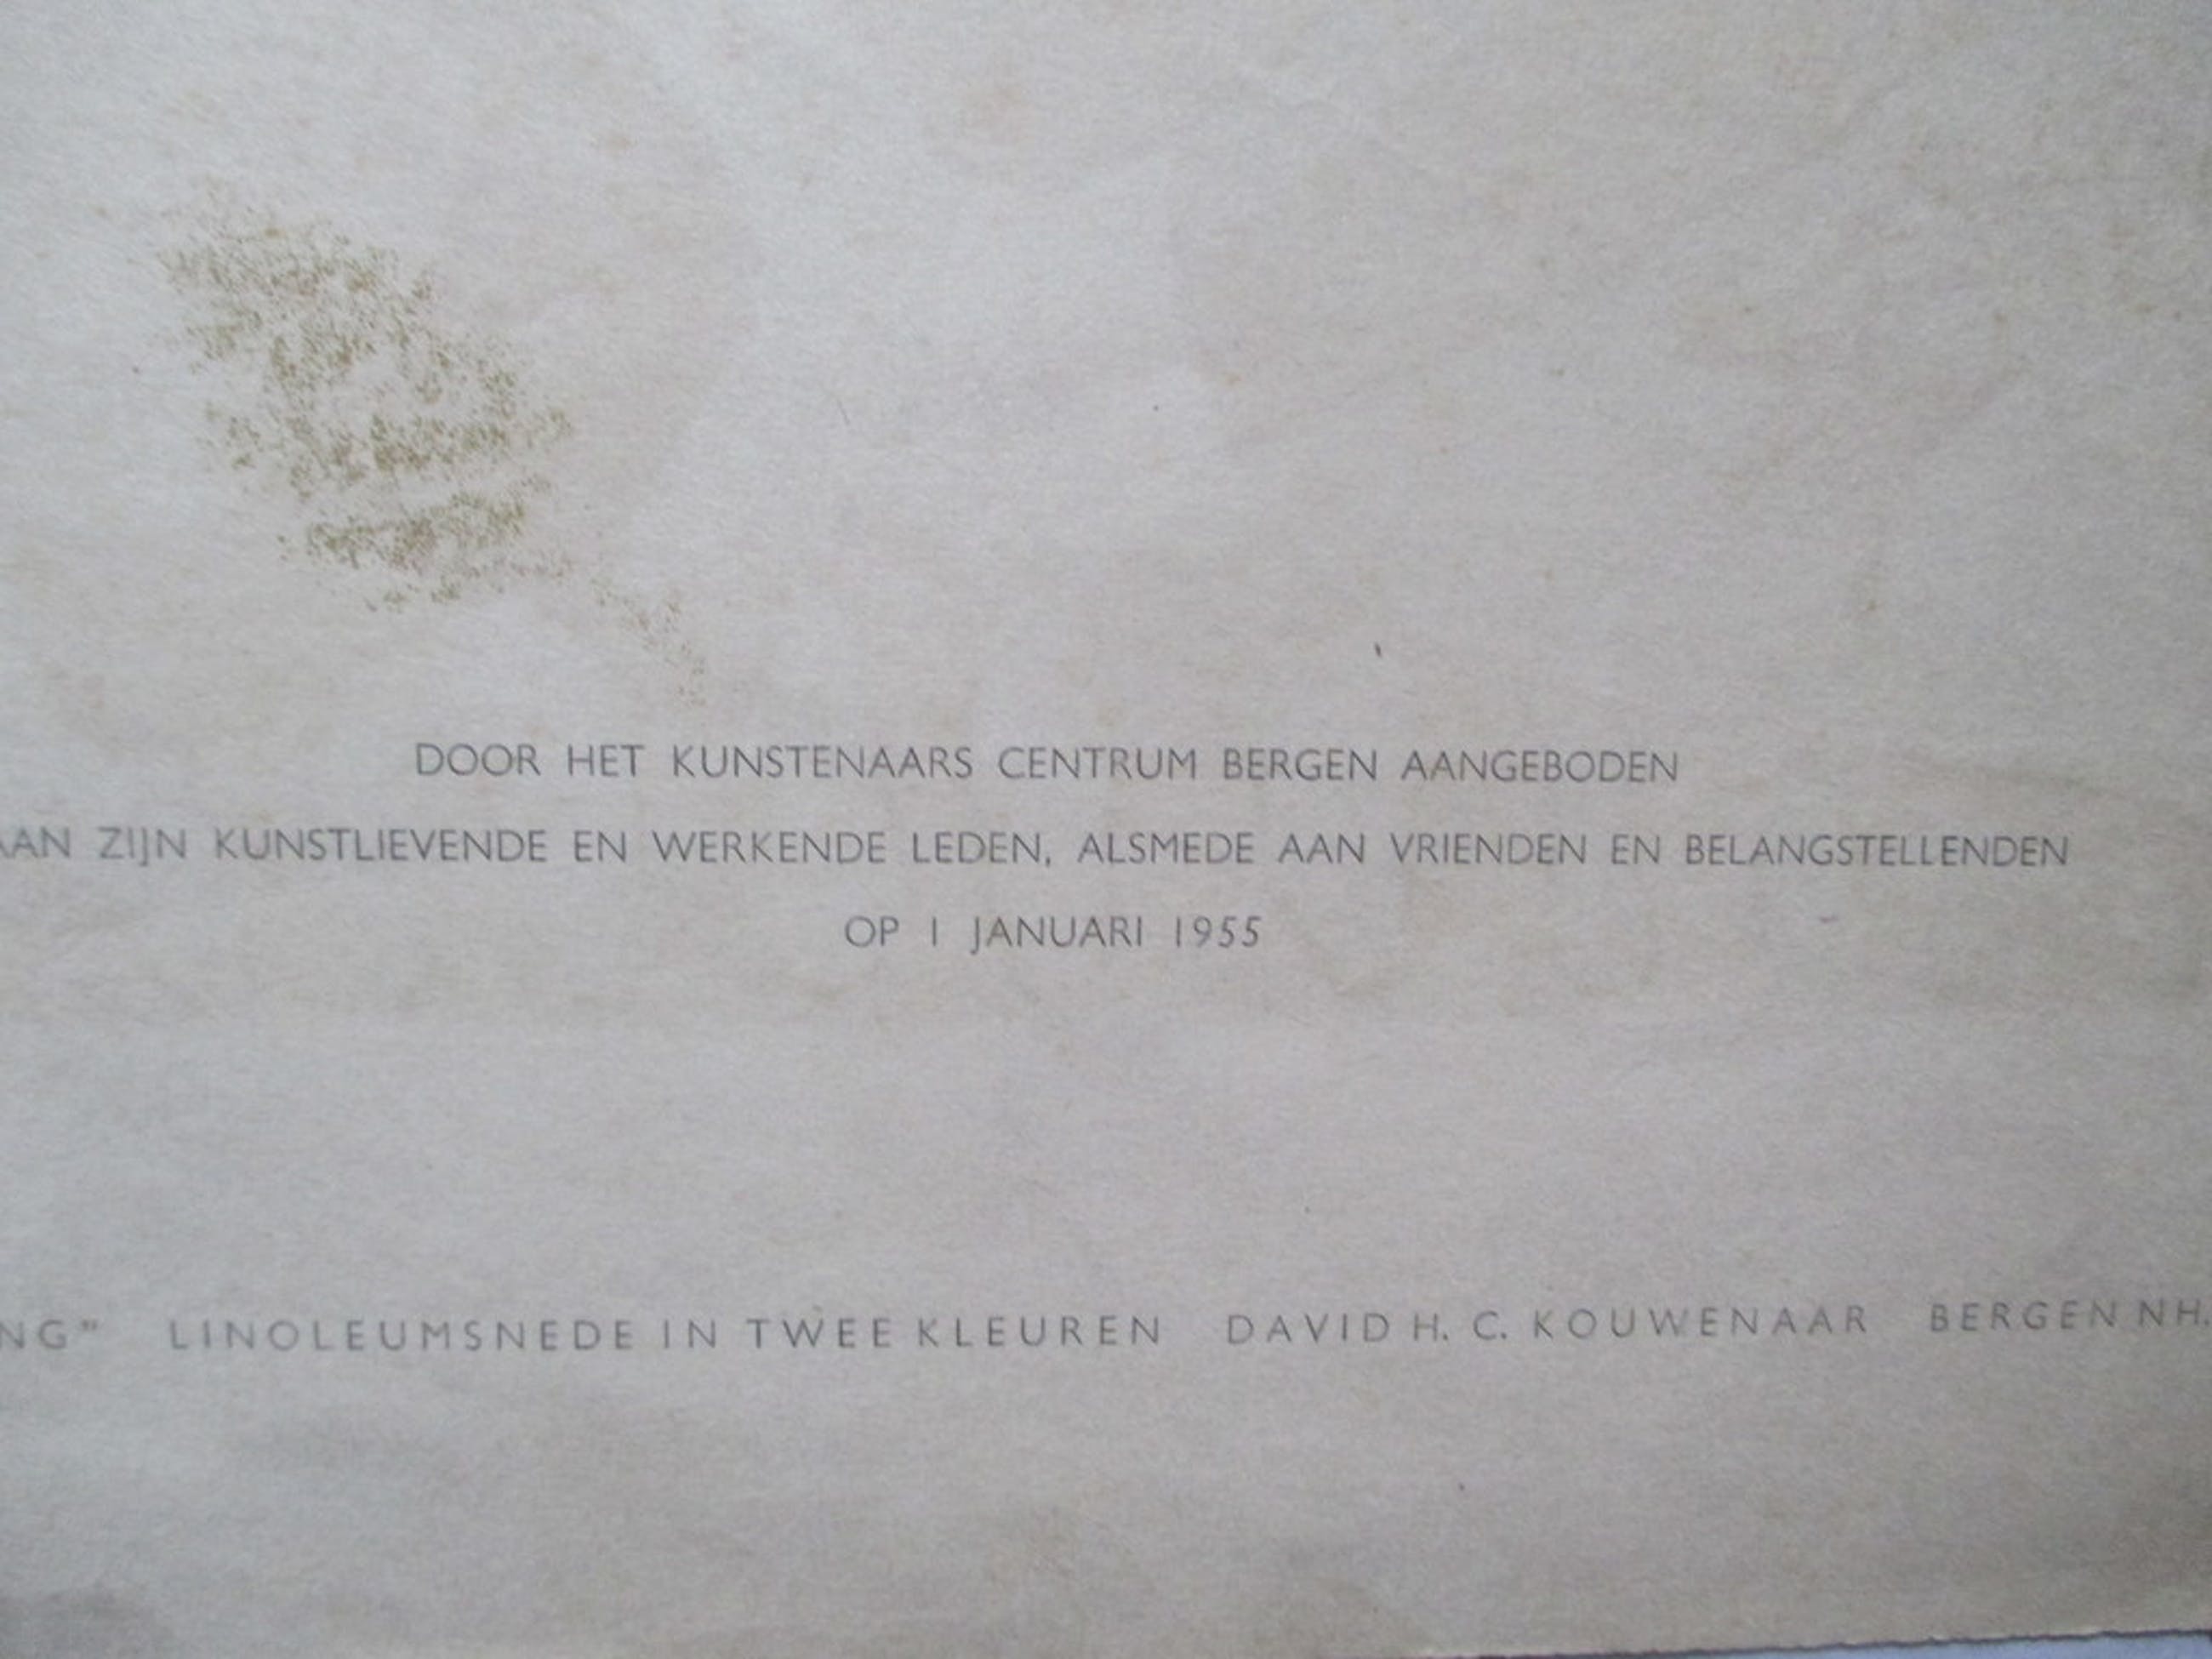 DOOR HET KUNSTENAARS CENTRUM BERGEN AANGEBODEN
AAN ZIJN KUNSTLIEVENDE EN WERKENDE LEDEN, ALSMEDE AAN VRIENDEN EN BELANGSTELLENDEN
OP 1 JANUARI 1955
NG" LINOLEUMSNEDE IN TWEE KLEUREN DAVID H. C. KOUWENAAR BERGEN NH.